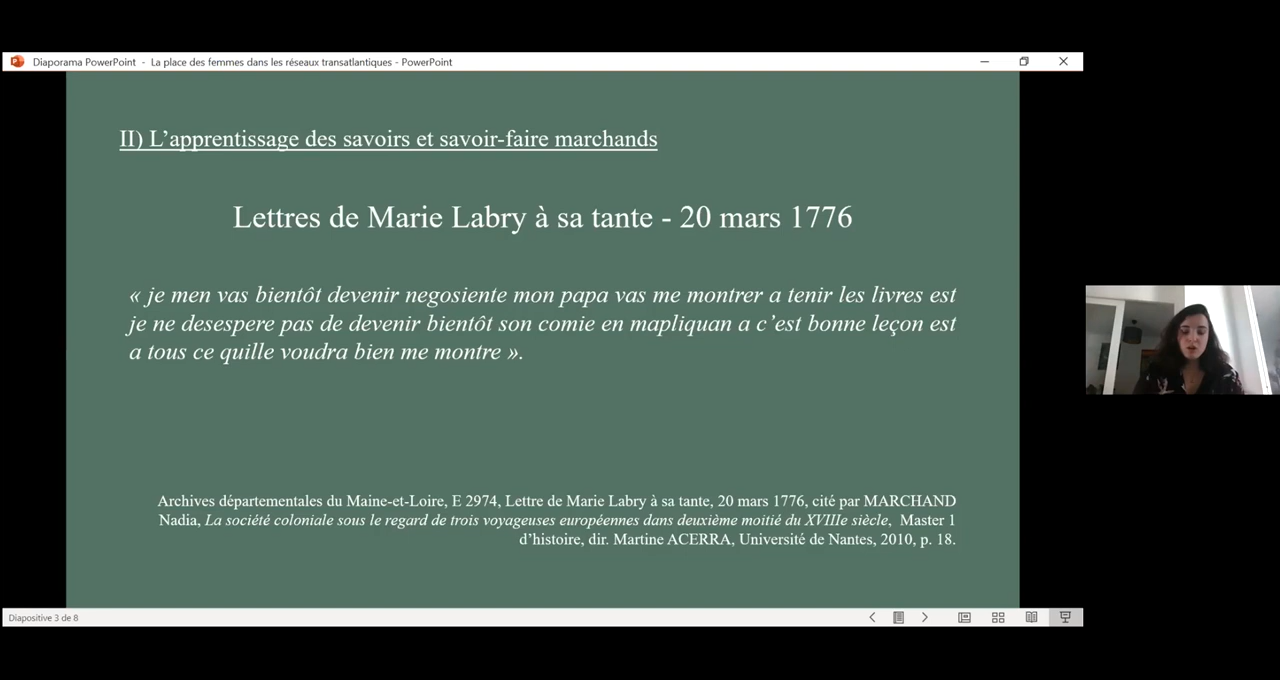 Diaporama PowerPoint - La place des femmes dans les réseaux transatlantiques - PowerPoint
II) L’apprentissage des savoirs et savoir-faire marchands
Lettres de Marie Labry à sa tante - 20 mars 1776
« je men vas bientôt devenir negosiente mon papa vas me montrer a tenir les livres est
je ne desespere pas de devenir bientôt son comie en mapliquan a c’est bonne leçon est
a tous ce quille voudra bien me montre ».
Archives départementales du Maine-et-Loire, E 2974, Lettre de Marie Labry à sa tante, 20 mars 1776, cité par MARCHAND
Nadia, La société coloniale sous le regard de trois voyageuses européennes dans deuxième moitié du XVIIIe siècle, Master 1
d’histoire, dir. Martine ACERRA, Université de Nantes, 2010, p. 18.
Diapositive 3 de 8